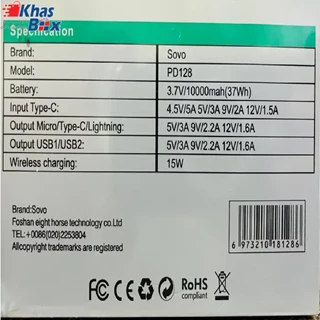 Khas
Box
Specification
Brand: Sovo
Model: PD128
Battery: 3.7V/10000mah(37Wh)
Input Type-C: 4.5V/5A 5V/3A 9V/2A 12V/1.5A
Output Micro/Type-C/Lightning: 5V/3A 9V/2.2A 12V/1.6A
Output USB1/USB2: 5V/3A 9V/2.2A 12V/1.6A
Wireless charging: 15W
Brand:Sovo
Foshan eight horse technology co.Ltd
TEL:+0086(020)2253804
Allcopyright trademarks are registered
6 973210 181286
CE FC RoHS
compliant